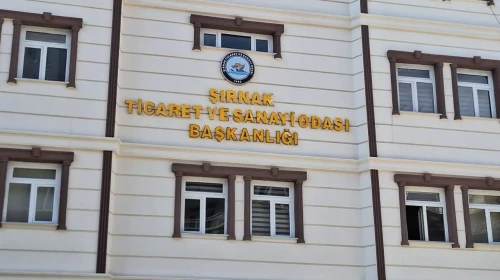 ŞIRNAK
TİCARET VE SANAYİ ODASI
BAŞKANLIĞI